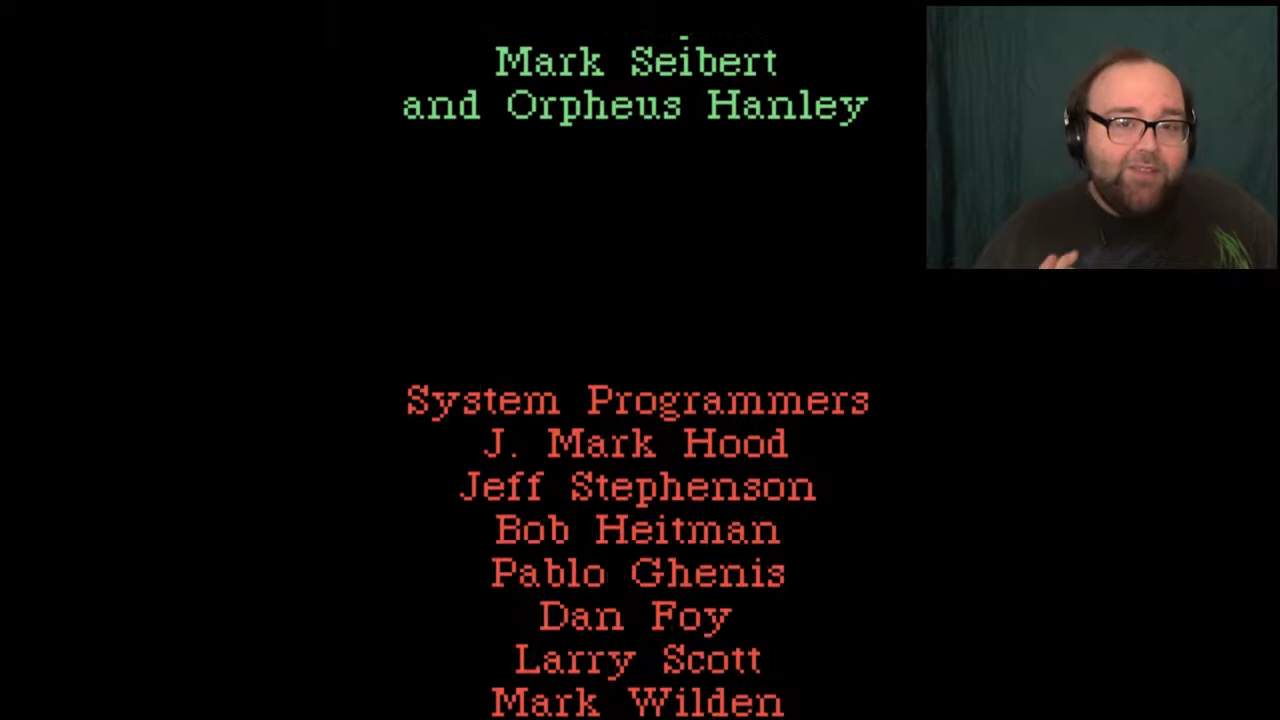 Mark Seibert
and Orpheus Hanley
System Programmers
J. Mark Hood
Jeff Stephenson
Bob Heitman
Pablo Ghenis
Dan Foy
Larry Scott
Mark Wilden